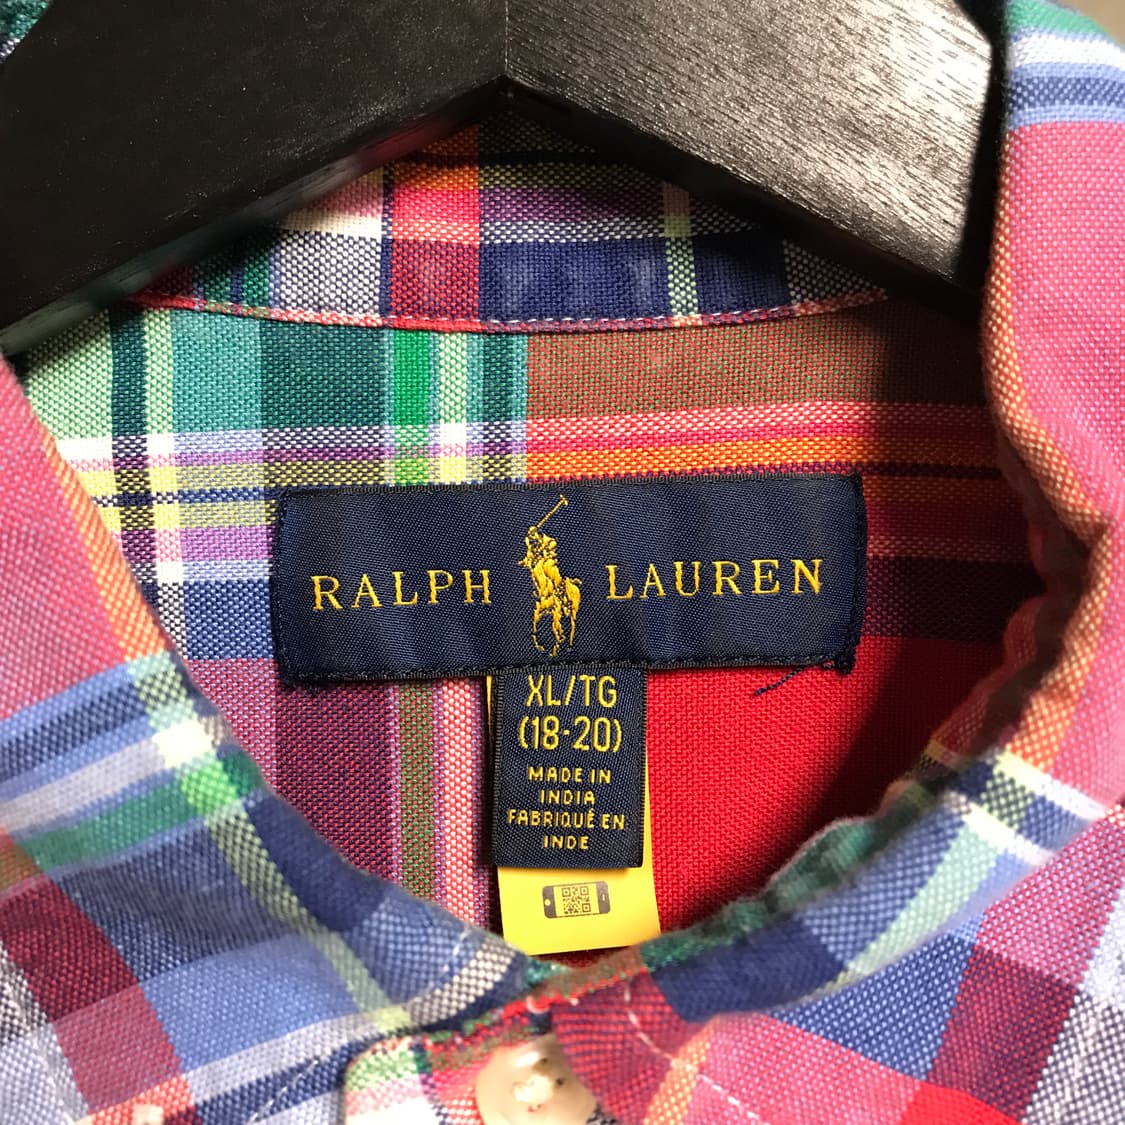 RALPH LAUREN
XL/TG
(18-20)
MADE IN
INDIA
FABRIQUÉ EN
INDE